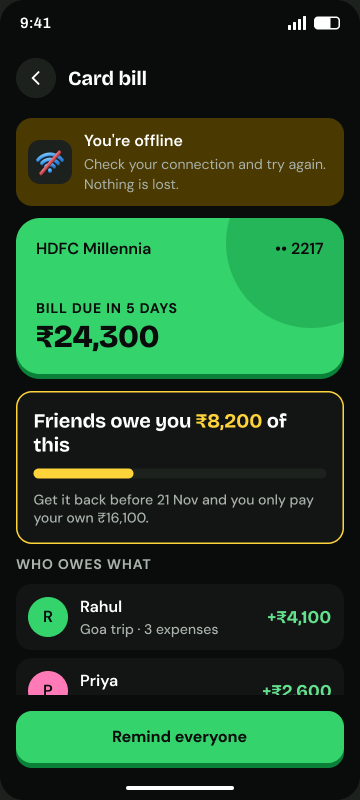 9:41
Card bill
You're offline
Check your connection and try again.
Nothing is lost.
HDFC Millennia
•• 2217
BILL DUE IN 5 DAYS
₹24,300
Friends owe you ₹8,200 of
this
Get it back before 21 Nov and you only pay
your own ₹16,100.
WHO OWES WHAT
R
Rahul
Goa trip · 3 expenses
+₹4,100
P
Priya
+₹2,600
Remind everyone